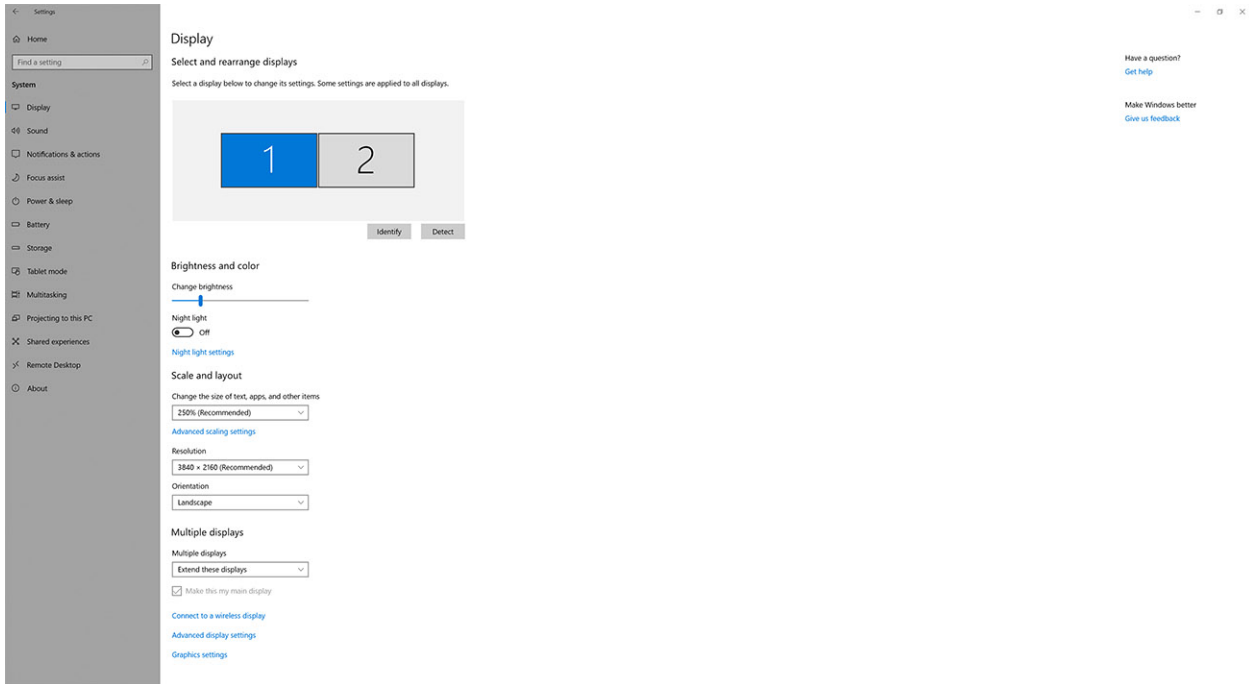 Settings
Home
Find a setting
System
Display
Sound
Notifications & actions
Focus assist
Power & sleep
Battery
Storage
Tablet mode
Multitasking
Projecting to this PC
Shared experiences
Remote Desktop
About
Display
Select and rearrange displays
Select a display below to change its settings. Some settings are applied to all displays.
1 2
Identify Detect
Brightness and color
Change brightness
Night light
Off
Night light settings
Scale and layout
Change the size of text, apps, and other items
250% (Recommended)
Advanced scaling settings
Resolution
3840 × 2160 (Recommended)
Orientation
Landscape
Multiple displays
Multiple displays
Extend these displays
Make this my main display
Connect to a wireless display
Advanced display settings
Graphics settings
Have a question?
Get help
Make Windows better
Give us feedback